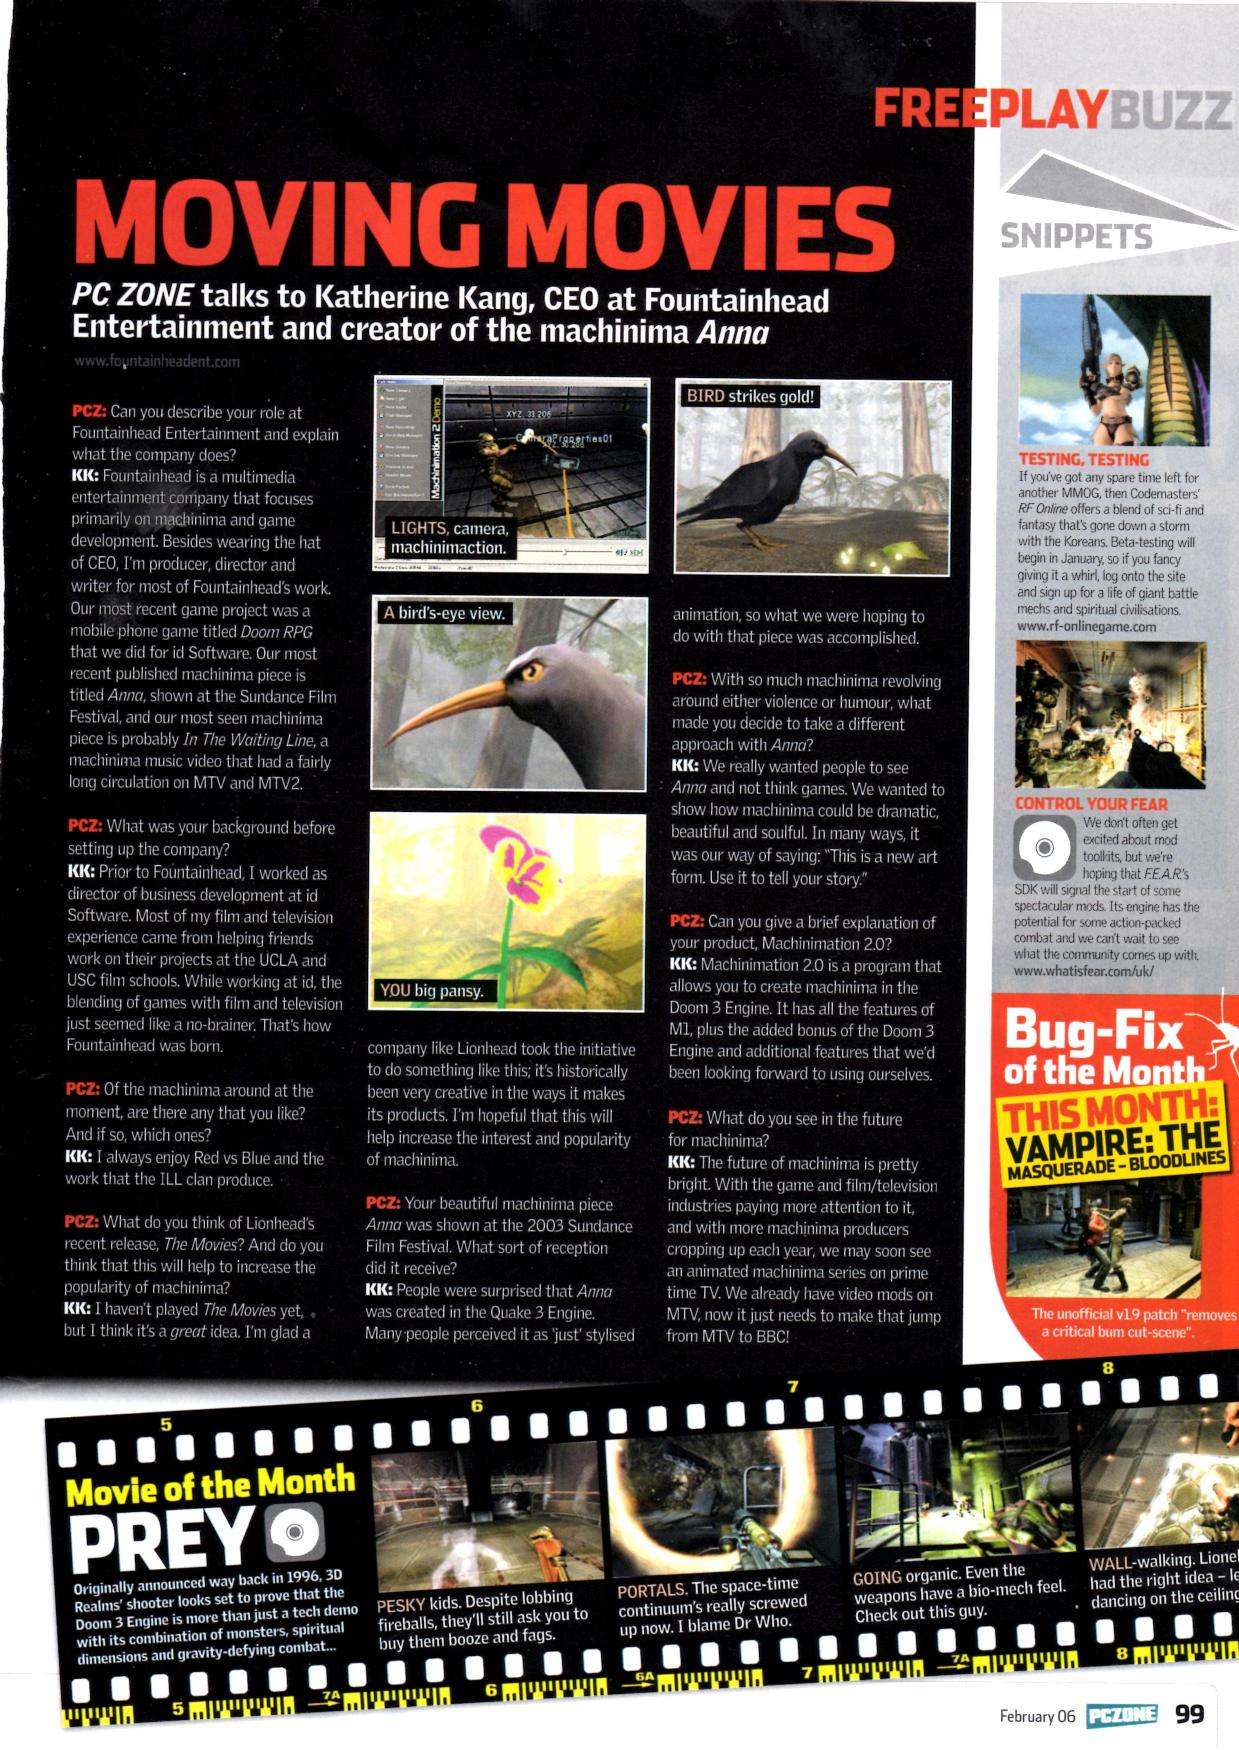 FREEPLAYBUZZ
MOVING MOVIES
PC ZONE talks to Katherine Kang, CEO at Fountainhead
Entertainment and creator of the machinima Anna
www.fountainheadent.com
PCZ: Can you describe your role at
Fountainhead Entertainment and explain
what the company does?
KK: Fountainhead is a multimedia
entertainment company that focuses
primarily on machinima and game
development. Besides wearing the hat
of CEO, I'm producer, director and
writer for most of Fountainhead's work.
Our most recent game project was a
mobile phone game titled Doom RPG
that we did for id Software. Our most
recent published machinima piece is
titled Anna, shown at the Sundance Film
Festival, and our most seen machinima
piece is probably In The Waiting Line, a
machinima music video that had a fairly
long circulation on MTV and MTV2.
PCZ: What was your background before
setting up the company?
KK: Prior to Fountainhead, I worked as
director of business development at id
Software. Most of my film and television
experience came from helping friends
work on their projects at the UCLA and
USC film schools. While working at id, the
blending of games with film and television
just seemed like a no-brainer. That's how
Fountainhead was born.
PCZ: Of the machinima around at the
moment, are there any that you like?
And if so, which ones?
KK: I always enjoy Red vs Blue and the
work that the ILL clan produce.
PCZ: What do you think of Lionhead's
recent release, The Movies? And do you
think that this will help to increase the
popularity of machinima?
KK: I haven't played The Movies yet,
but I think it's a great idea. I'm glad a
Machinimation 2 Demo
XYZ, 33 206
CameraProperties01
LIGHTS, camera,
machinimaction.
A bird's-eye view.
YOU big pansy.
company like Lionhead took the initiative
to do something like this; it's historically
been very creative in the ways it makes
its products. I'm hopeful that this will
help increase the interest and popularity
of machinima.
PCZ: Your beautiful machinima piece
Anna was shown at the 2003 Sundance
Film Festival. What sort of reception
did it receive?
KK: People were surprised that Anna
was created in the Quake 3 Engine.
Many people perceived it as 'just' stylised
BIRD strikes gold!
animation, so what we were hoping to
do with that piece was accomplished.
PCZ: With so much machinima revolving
around either violence or humour, what
made you decide to take a different
approach with Anna?
KK: We really wanted people to see
Anna and not think games. We wanted to
show how machinima could be dramatic,
beautiful and soulful. In many ways, it
was our way of saying: "This is a new art
form. Use it to tell your story."
PCZ: Can you give a brief explanation of
your product, Machinimation 2.0?
KK: Machinimation 2.0 is a program that
allows you to create machinima in the
Doom 3 Engine. It has all the features of
M1, plus the added bonus of the Doom 3
Engine and additional features that we'd
been looking forward to using ourselves.
PCZ: What do you see in the future
for machinima?
KK: The future of machinima is pretty
bright. With the game and film/television
industries paying more attention to it,
and with more machinima producers
cropping up each year, we may soon see
an animated machinima series on prime
time TV. We already have video mods on
MTV, now it just needs to make that jump
from MTV to BBC!
SNIPPETS
TESTING, TESTING
If you've got any spare time left for
another MMOG, then Codemasters'
RF Online offers a blend of sci-fi and
fantasy that's gone down a storm
with the Koreans. Beta-testing will
begin in January, so if you fancy
giving it a whirl, log onto the site
and sign up for a life of giant battle
mechs and spiritual civilisations.
www.rf-onlinegame.com
CONTROL YOUR FEAR
We don't often get
excited about mod
toolkits, but we're
hoping that F.E.A.R.'s
SDK will signal the start of some
spectacular mods. Its engine has the
potential for some action-packed
combat and we can't wait to see
what the community comes up with.
www.whatisfear.com/uk/
Bug-Fix
of the Month
THIS MONTH:
VAMPIRE: THE
MASQUERADE – BLOODLINES
The unofficial v1.9 patch "removes
a critical bum cut-scene".
5
6
7
8
Movie of the Month
PREY
Originally announced way back in 1996, 3D
Realms' shooter looks set to prove that the
Doom 3 Engine is more than just a tech demo
with its combination of monsters, spiritual
dimensions and gravity-defying combat...
PESKY kids. Despite lobbing
fireballs, they'll still ask you to
buy them booze and fags.
PORTALS. The space-time
continuum's really screwed
up now. I blame Dr Who.
GOING organic. Even the
weapons have a bio-mech feel.
Check out this guy.
WALL-walking. Lionel
had the right idea – le
dancing on the ceiling
5
7A
6
6A
7
7A
8
February 06 PCZONE 99